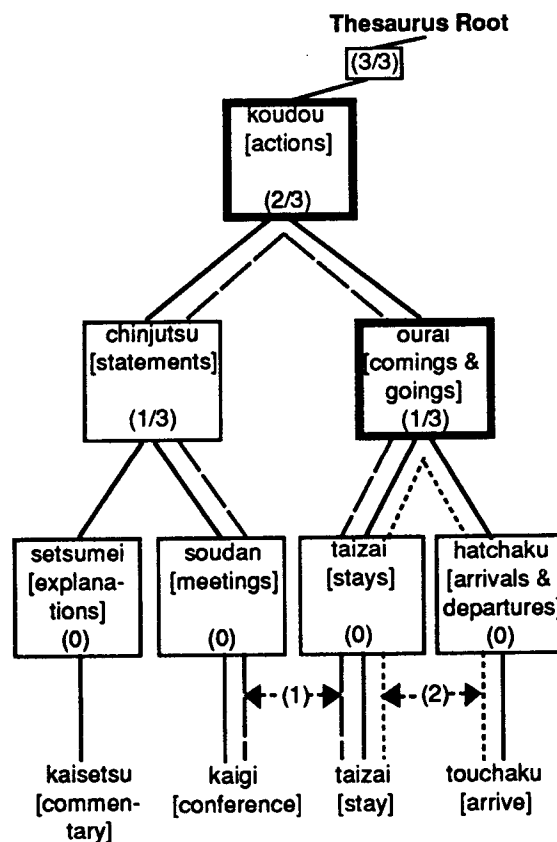 Thesaurus Root
(3/3)
koudou
[actions]
(2/3)
chinjutsu
[statements]
(1/3)
ourai
[comings &
goings]
(1/3)
setsumei
[explana-
tions]
(0)
soudan
[meetings]
(0)
taizai
[stays]
(0)
hatchaku
[arrivals &
departures]
(0)
(1)
(2)
kaisetsu
[commen-
tary]
kaigi
[conference]
taizai
[stay]
touchaku
[arrive]